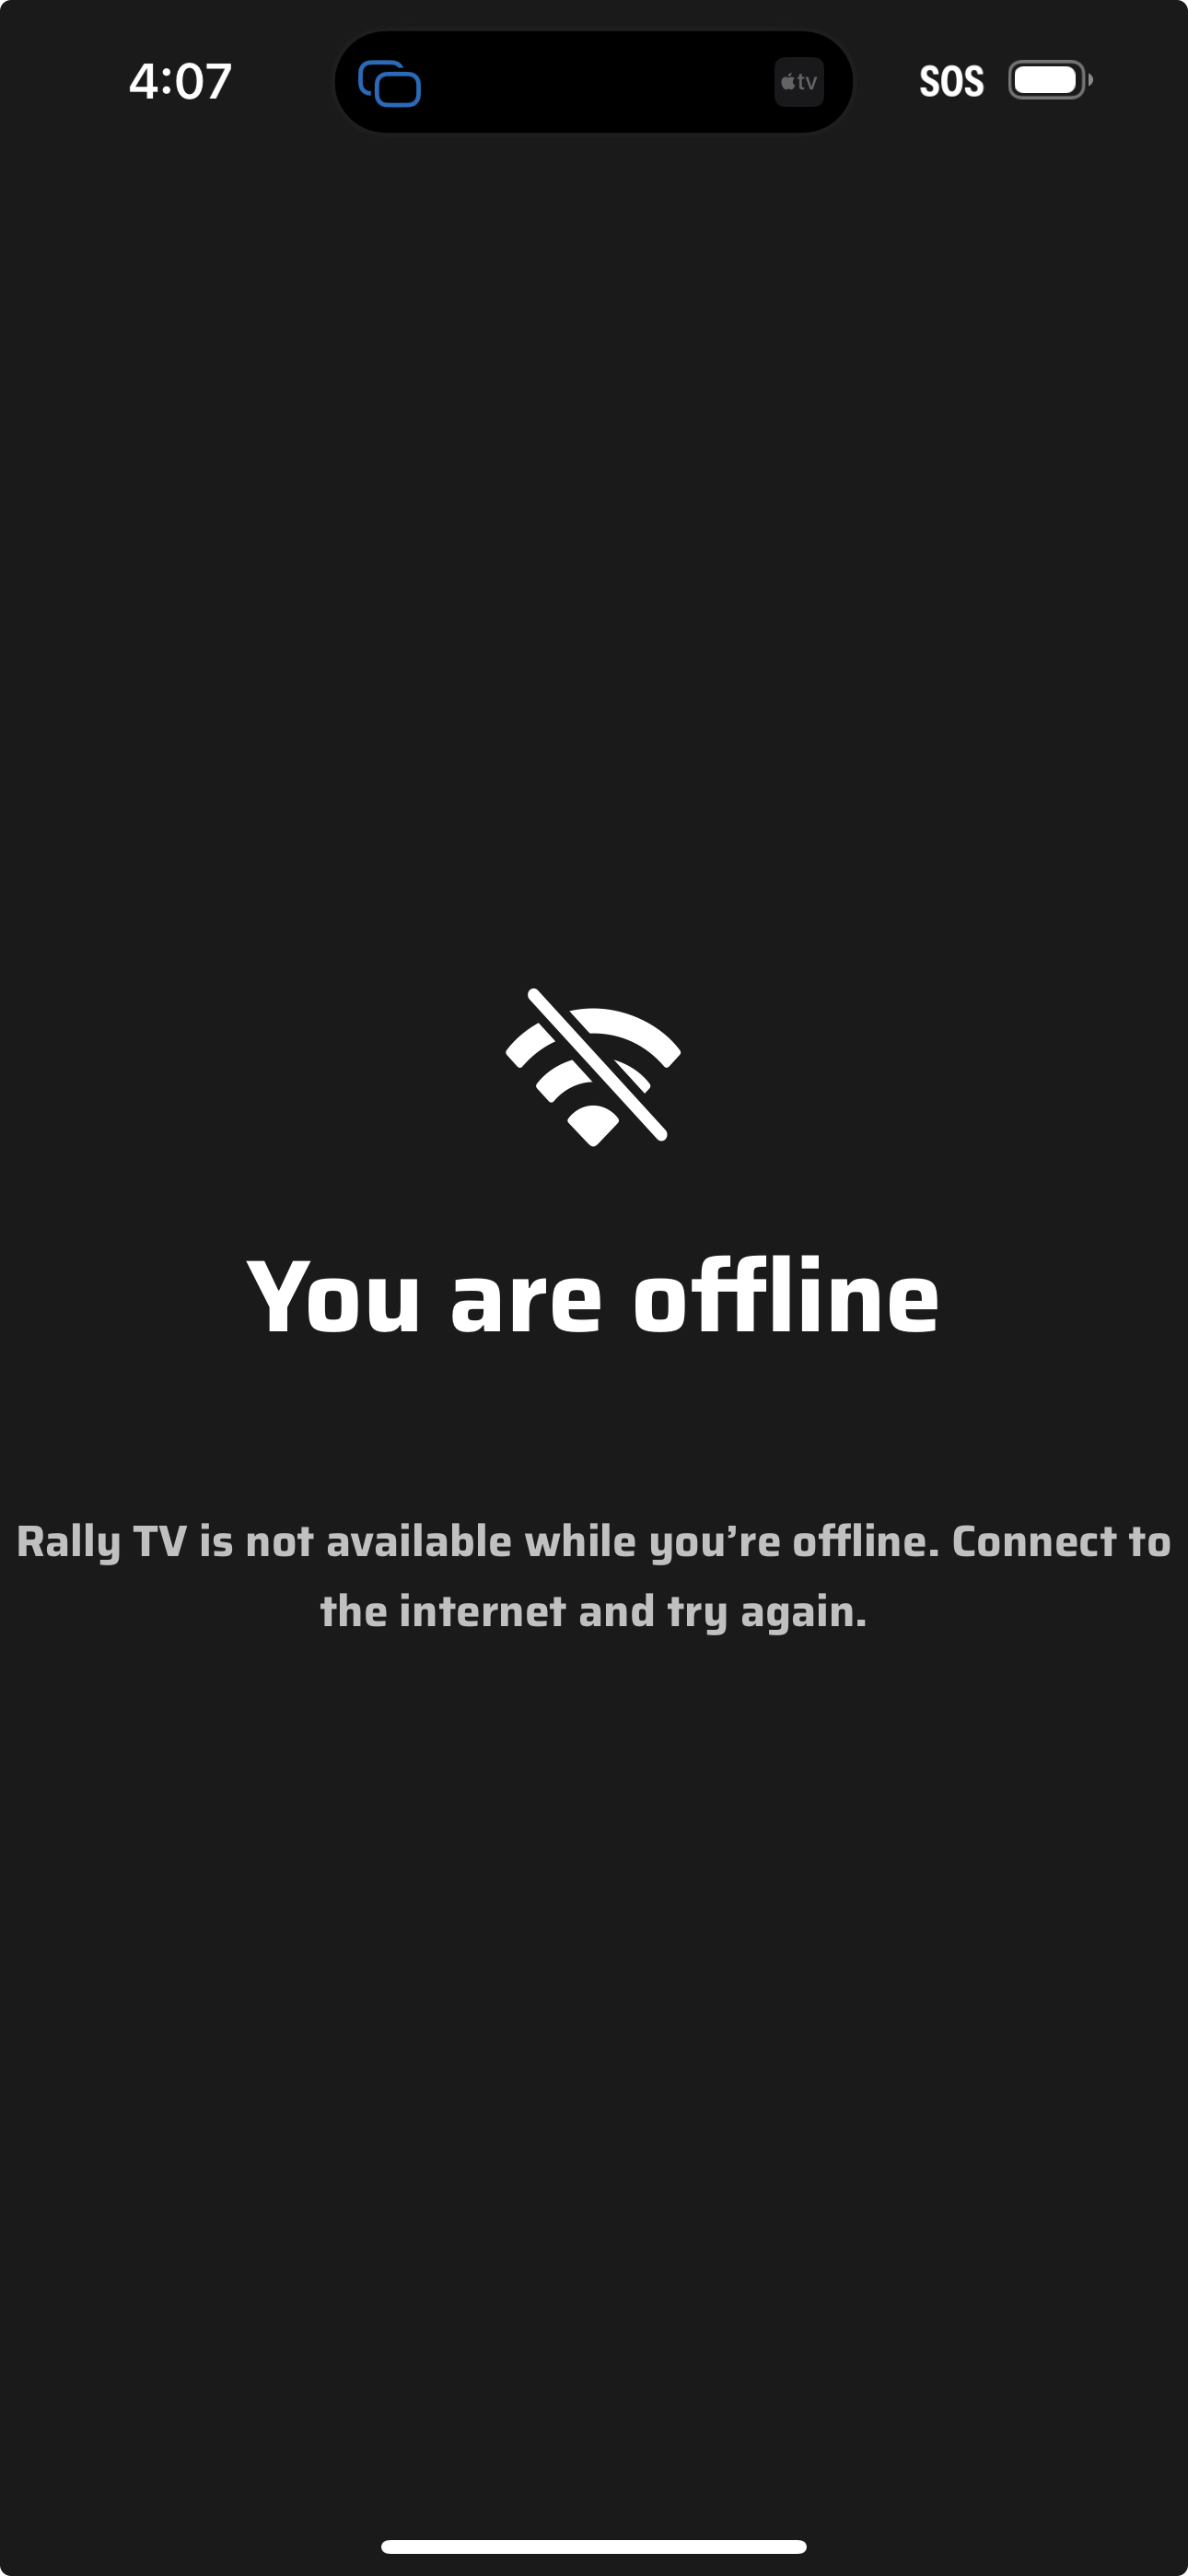 4:07
tv
SOS
You are offline
Rally TV is not available while you’re offline. Connect to
the internet and try again.